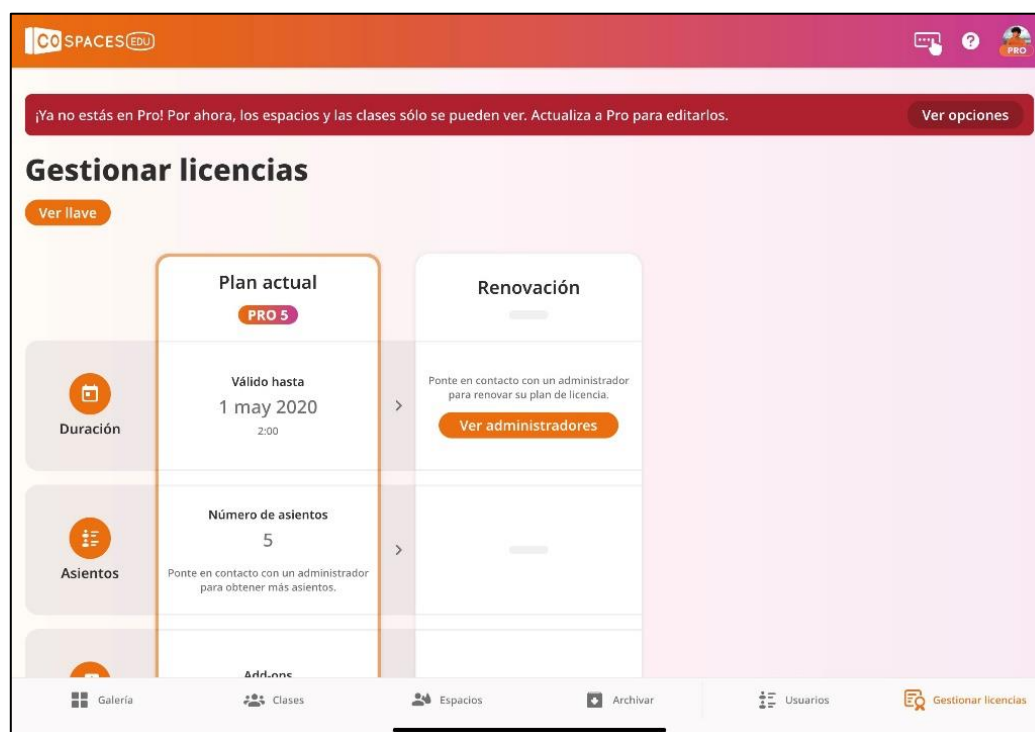 CO SPACES EDU
PRO
¡Ya no estás en Pro! Por ahora, los espacios y las clases sólo se pueden ver. Actualiza a Pro para editarlos.
Ver opciones
Gestionar licencias
Ver llave
Plan actual
PRO 5
Renovación
Duración
Válido hasta
1 may 2020
2:00
Ponte en contacto con un administrador
para renovar su plan de licencia.
Ver administradores
Asientos
Número de asientos
5
Ponte en contacto con un administrador
para obtener más asientos.
Add-ons
Galería
Clases
Espacios
Archivar
Usuarios
Gestionar licencias